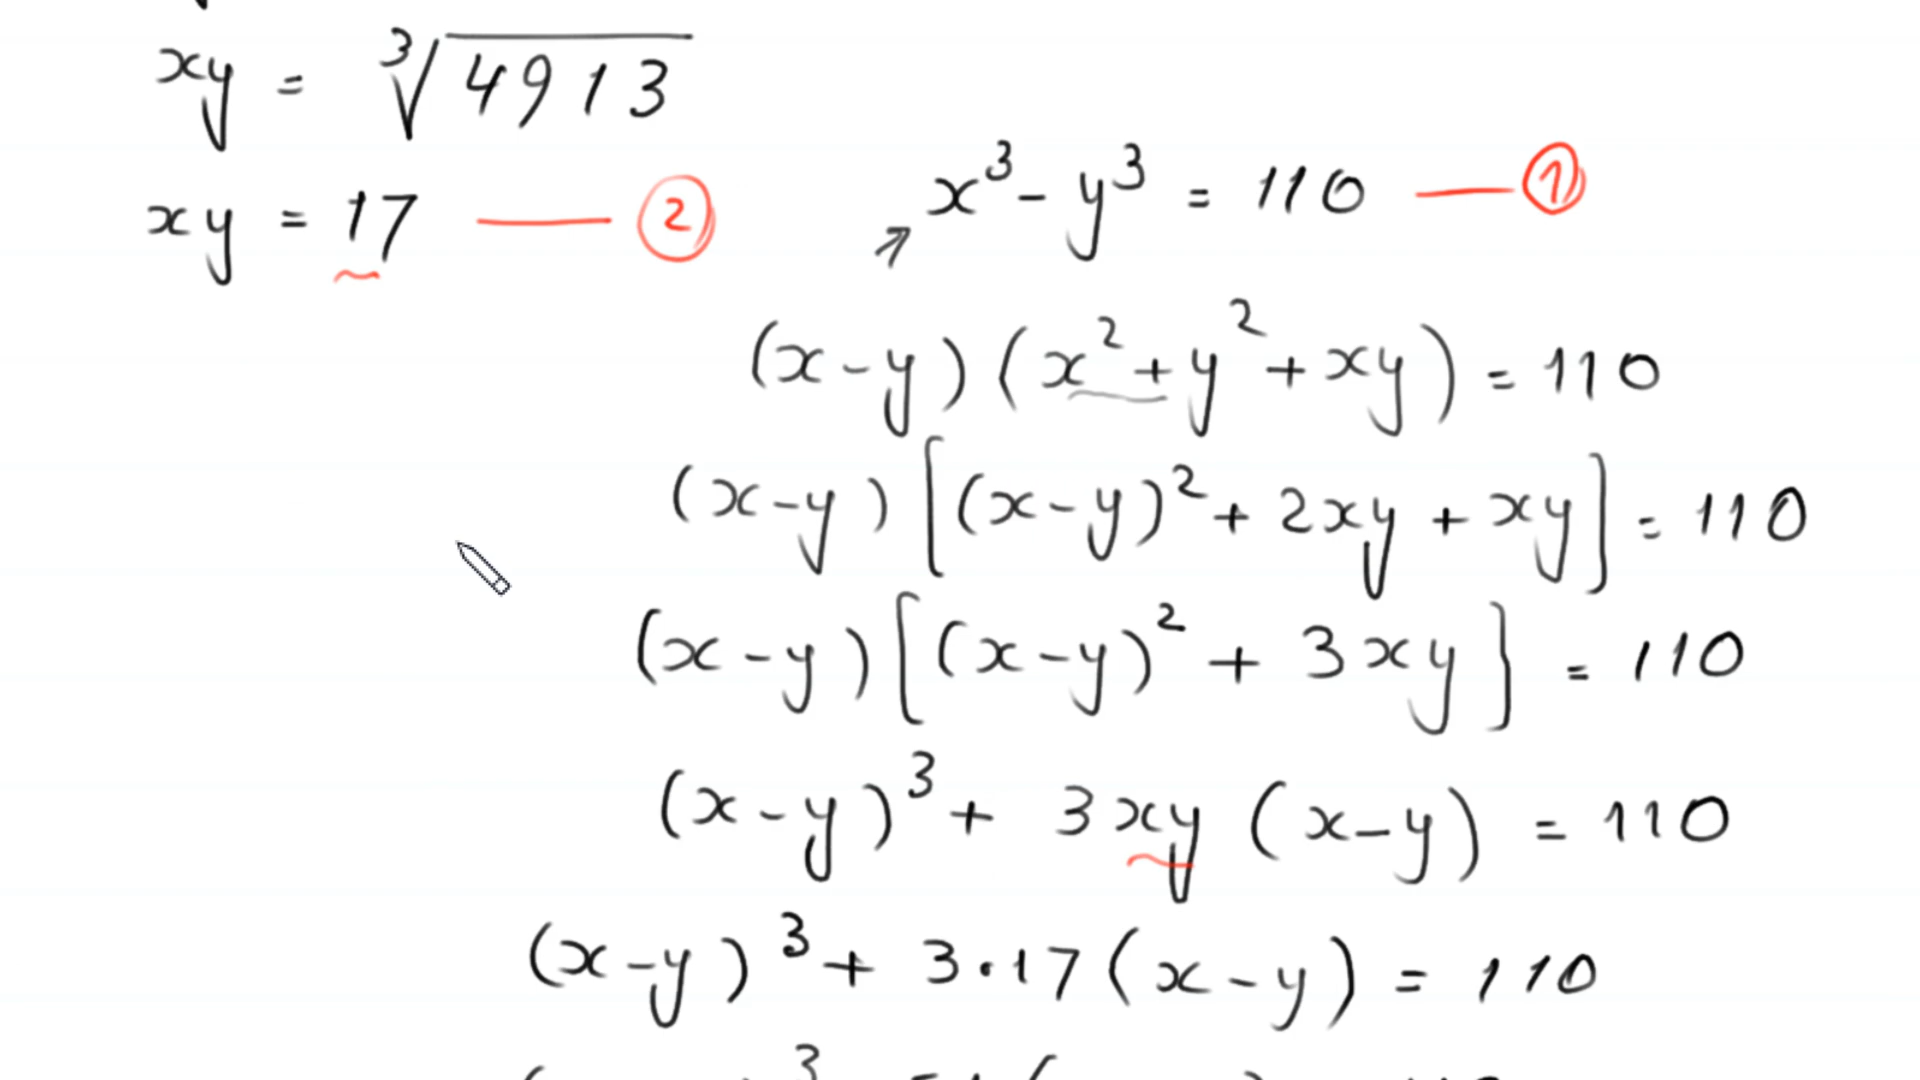 xy = ∛4913
xy = 17 — ②
x³ - y³ = 110 — ①
(x-y)(x²+y²+xy) = 110
(x-y)[(x-y)²+2xy+xy] = 110
(x-y)[(x-y)²+3xy] = 110
(x-y)³+ 3xy(x-y) = 110
(x-y)³+ 3·17(x-y) = 110